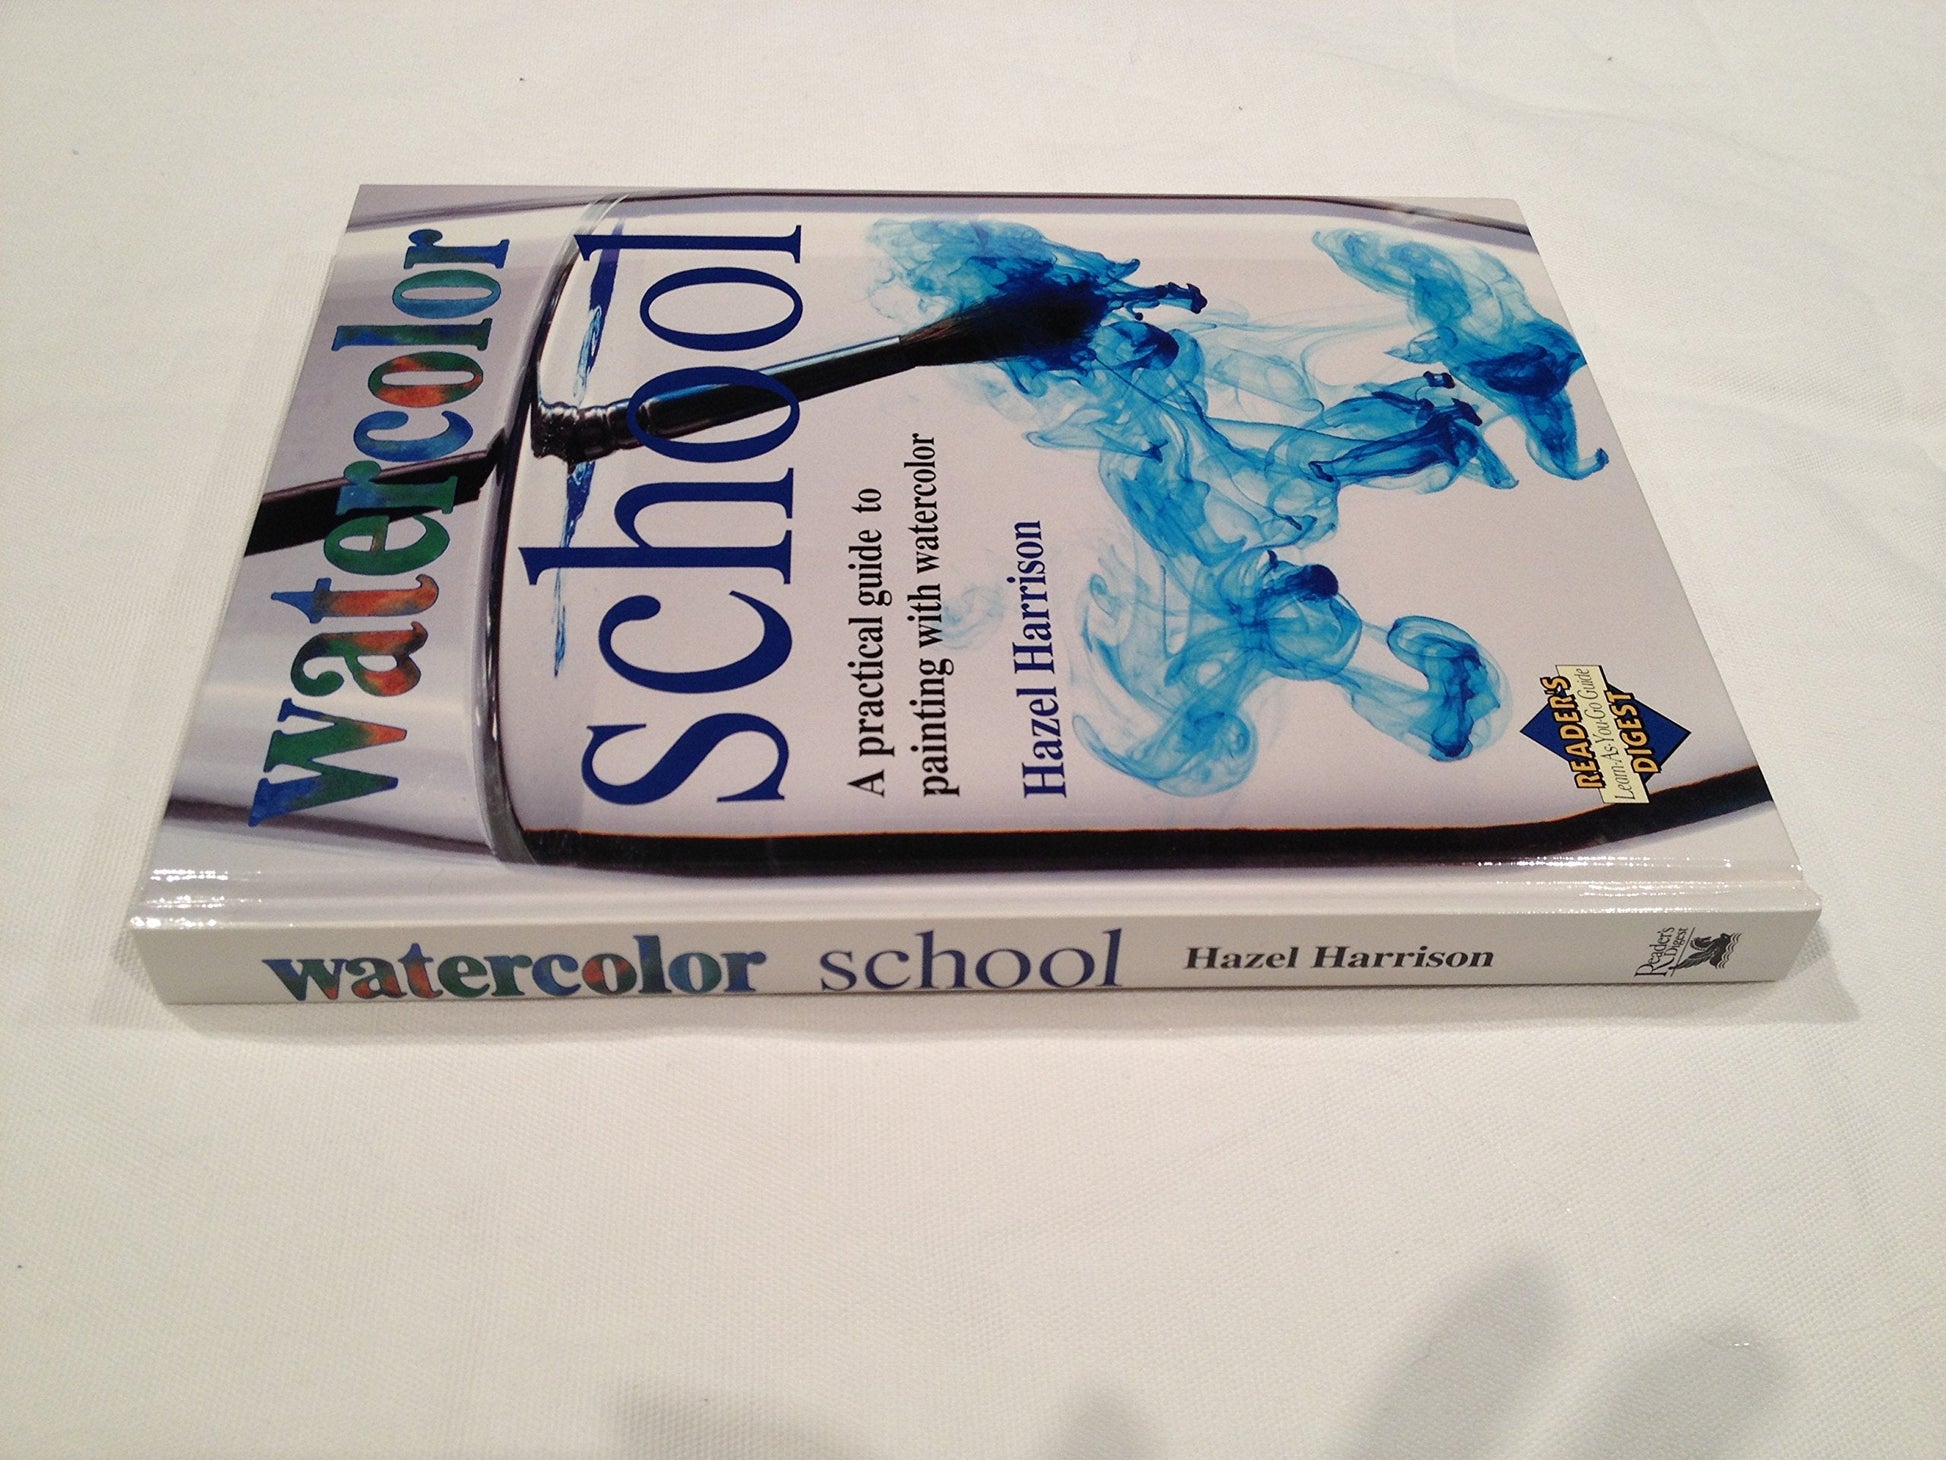 watercolor
school
A practical guide to
painting with watercolor
Hazel Harrison
READER'S
Learn-As-You-Go Guide
DIGEST
watercolor school Hazel Harrison
Reader's
Digest